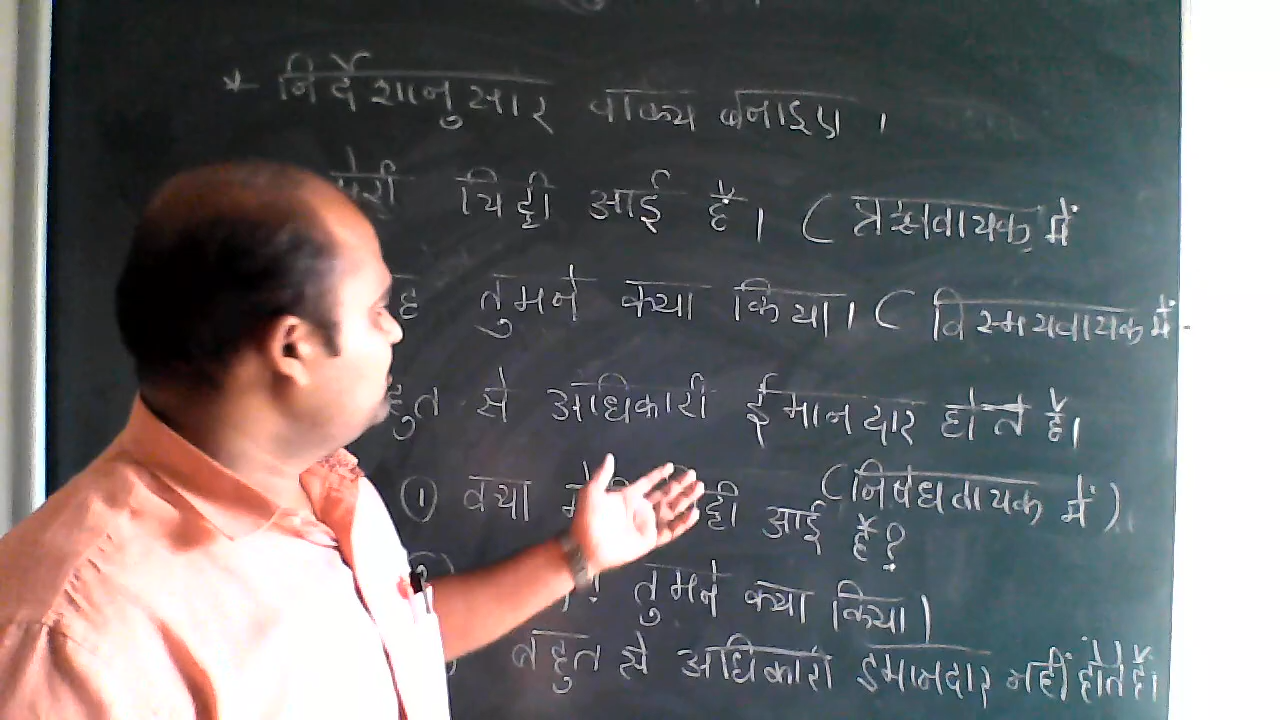 * निर्देशानुसार वाक्य बनाइए ।
मेरी चिट्ठी आई है। ( प्रश्नवाचक में
तुमने क्या किया। ( विस्मयवाचक में
से अधिकारी ईमानदार होते है।
( निषेधवाचक में )
① क्या आई है?
! तुमने क्या किया।
बहुत से अधिकारी ईमानदार नहीं होते है।